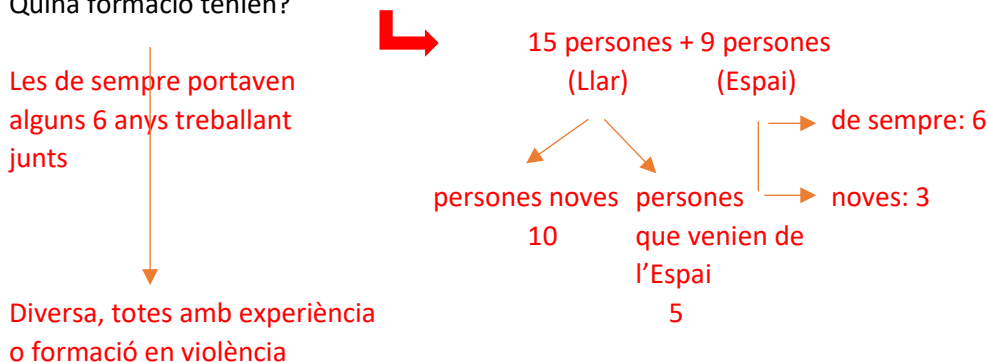 Quina formació tenien?
15 persones + 9 persones
(Llar) (Espai)
Les de sempre portaven
alguns 6 anys treballant
junts
de sempre: 6
noves: 3
persones noves
10
persones
que venien de
l’Espai
5
Diversa, totes amb experiència
o formació en violència